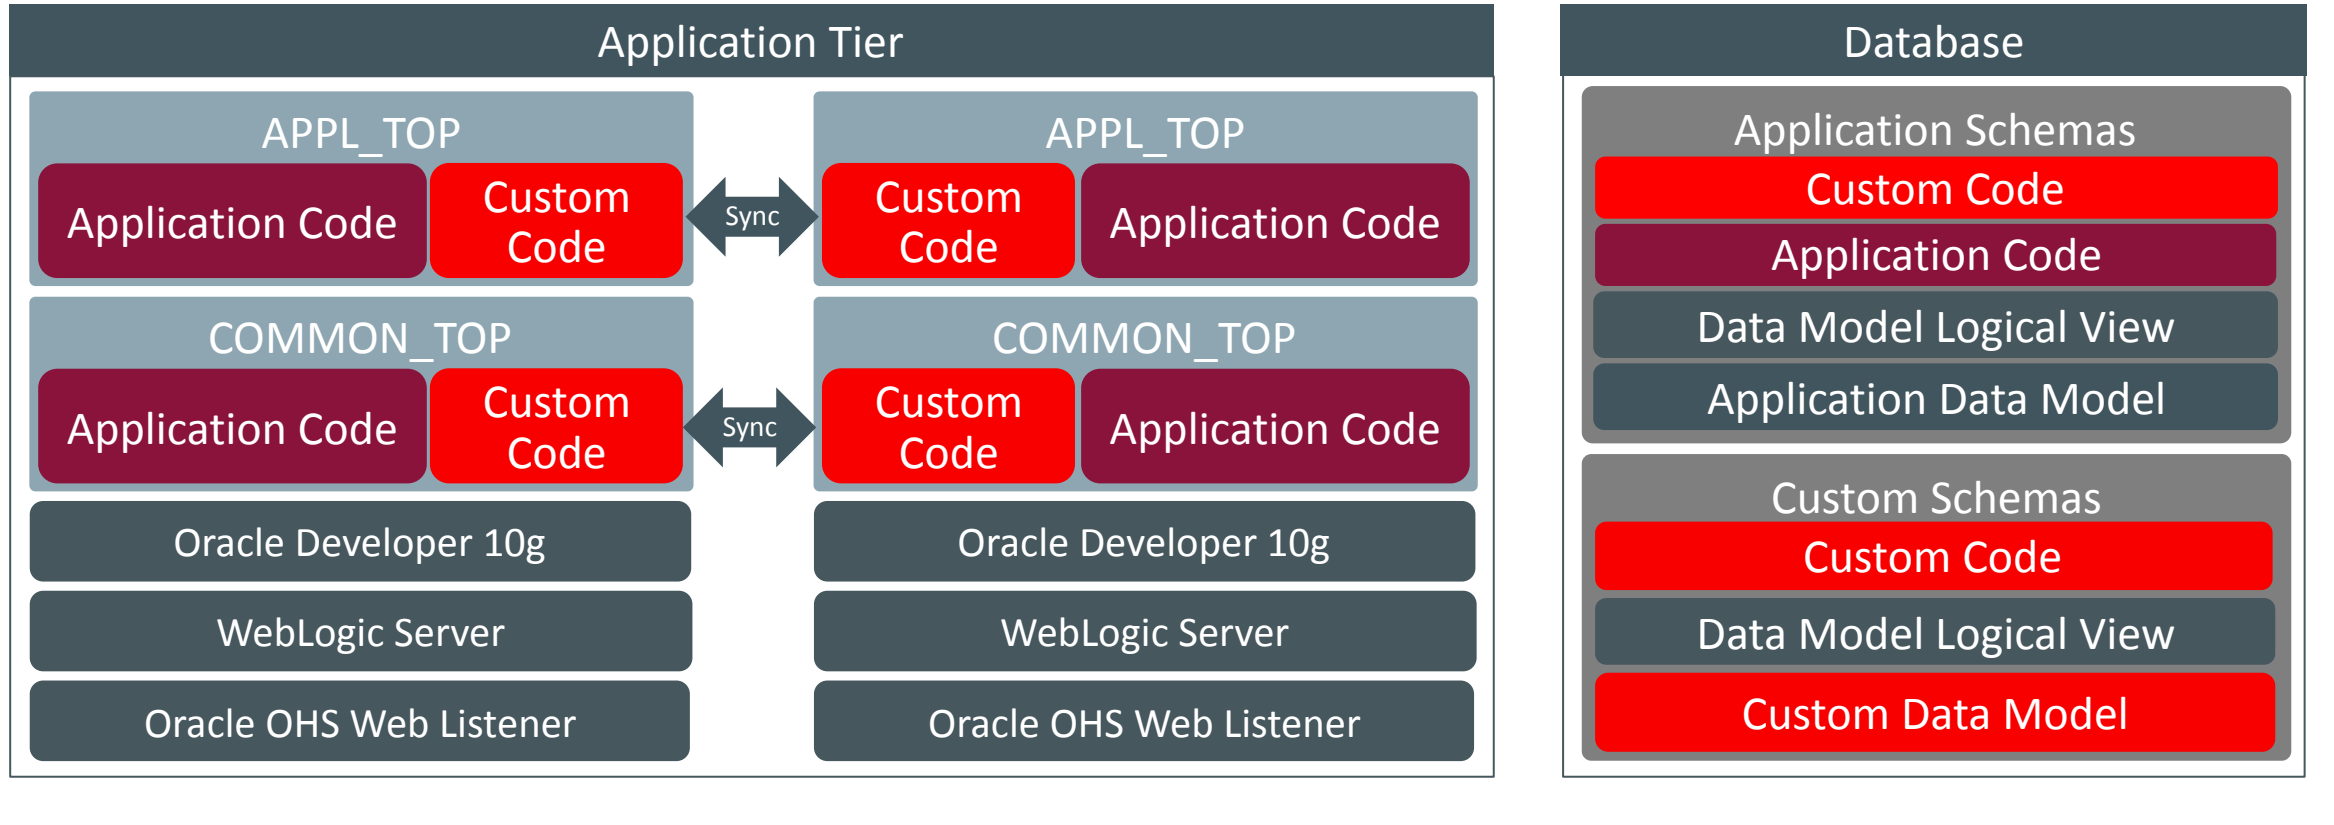 Application Tier
APPL_TOP
Application Code
Custom
Code
Sync
APPL_TOP
Custom
Code
Application Code
COMMON_TOP
Application Code
Custom
Code
Sync
COMMON_TOP
Custom
Code
Application Code
Oracle Developer 10g
Oracle Developer 10g
WebLogic Server
WebLogic Server
Oracle OHS Web Listener
Oracle OHS Web Listener
Database
Application Schemas
Custom Code
Application Code
Data Model Logical View
Application Data Model
Custom Schemas
Custom Code
Data Model Logical View
Custom Data Model